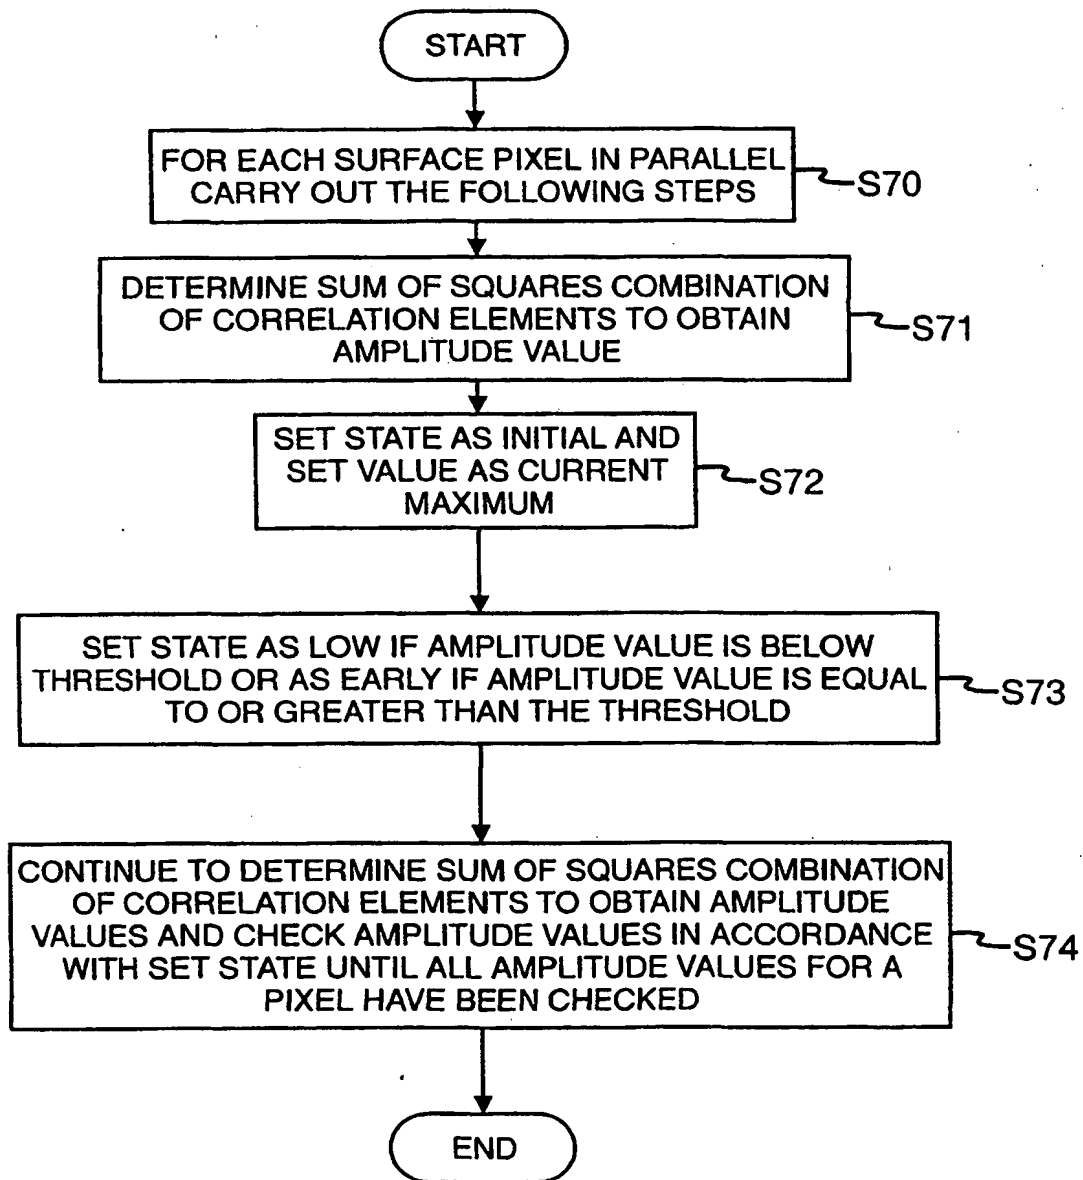 START
FOR EACH SURFACE PIXEL IN PARALLEL
CARRY OUT THE FOLLOWING STEPS
S70
DETERMINE SUM OF SQUARES COMBINATION
OF CORRELATION ELEMENTS TO OBTAIN
AMPLITUDE VALUE
S71
SET STATE AS INITIAL AND
SET VALUE AS CURRENT
MAXIMUM
S72
SET STATE AS LOW IF AMPLITUDE VALUE IS BELOW
THRESHOLD OR AS EARLY IF AMPLITUDE VALUE IS EQUAL
TO OR GREATER THAN THE THRESHOLD
S73
CONTINUE TO DETERMINE SUM OF SQUARES COMBINATION
OF CORRELATION ELEMENTS TO OBTAIN AMPLITUDE
VALUES AND CHECK AMPLITUDE VALUES IN ACCORDANCE
WITH SET STATE UNTIL ALL AMPLITUDE VALUES FOR A
PIXEL HAVE BEEN CHECKED
S74
END